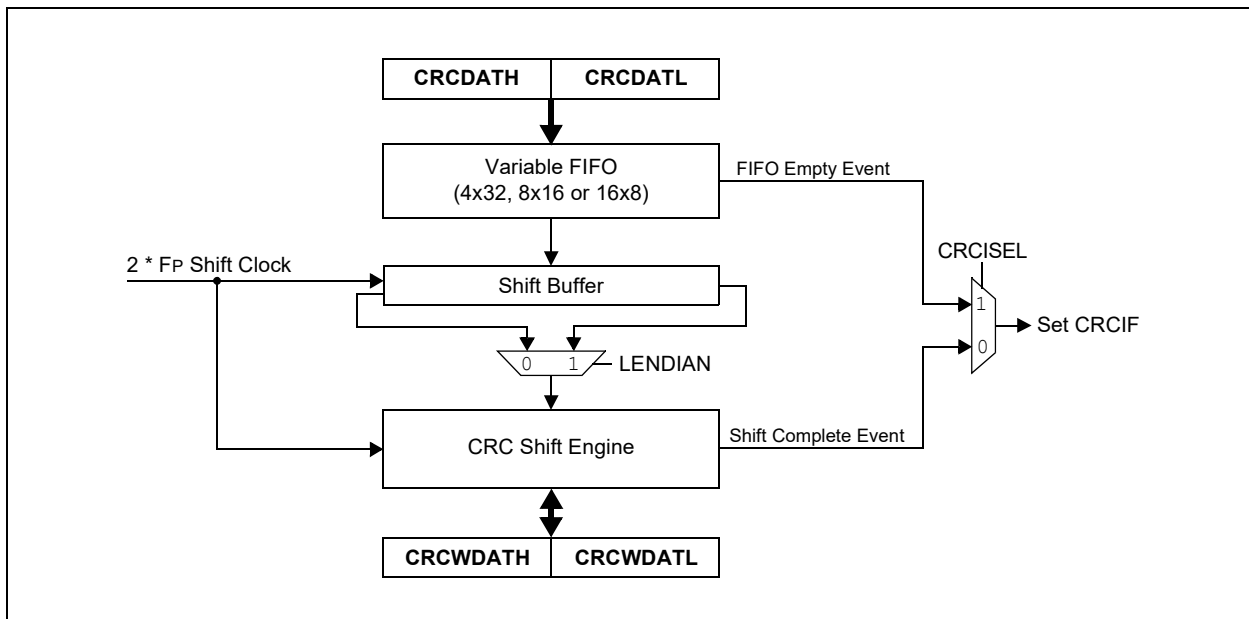 CRCDATH CRCDATL
Variable FIFO
(4x32, 8x16 or 16x8)
FIFO Empty Event
CRCISEL
2 * FP Shift Clock
Shift Buffer
1
Set CRCIF
0
0 1
LENDIAN
CRC Shift Engine
Shift Complete Event
CRCWDATH CRCWDATL